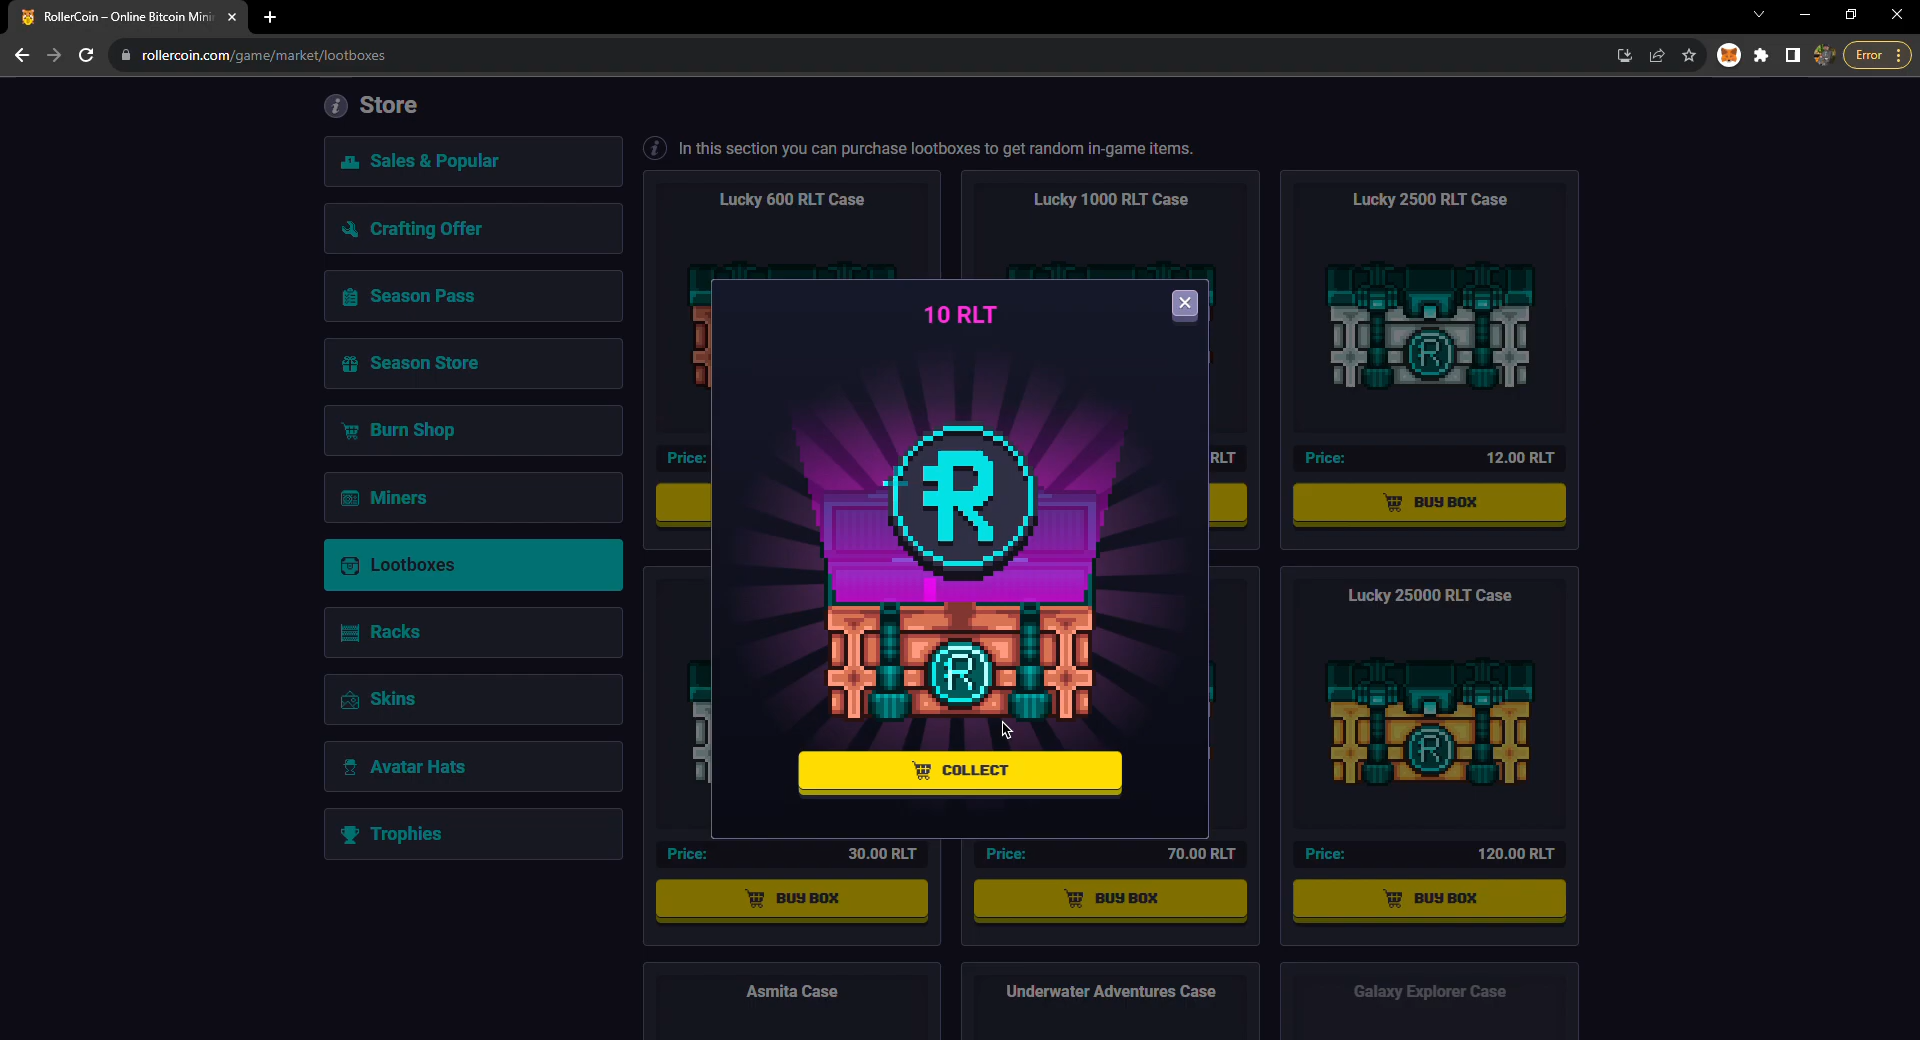 RollerCoin – Online Bitcoin Mini
rollercoin.com/game/market/lootboxes
Error
Store
Sales & Popular
Crafting Offer
Season Pass
Season Store
Burn Shop
Miners
Lootboxes
Racks
Skins
Avatar Hats
Trophies
In this section you can purchase lootboxes to get random in-game items.
Lucky 600 RLT Case
Price:
Lucky 1000 RLT Case
RLT
Lucky 2500 RLT Case
Price: 12.00 RLT
BUY BOX
10 RLT
COLLECT
Price: 30.00 RLT
BUY BOX
Price: 70.00 RLT
BUY BOX
Lucky 25000 RLT Case
Price: 120.00 RLT
BUY BOX
Asmita Case
Underwater Adventures Case
Galaxy Explorer Case